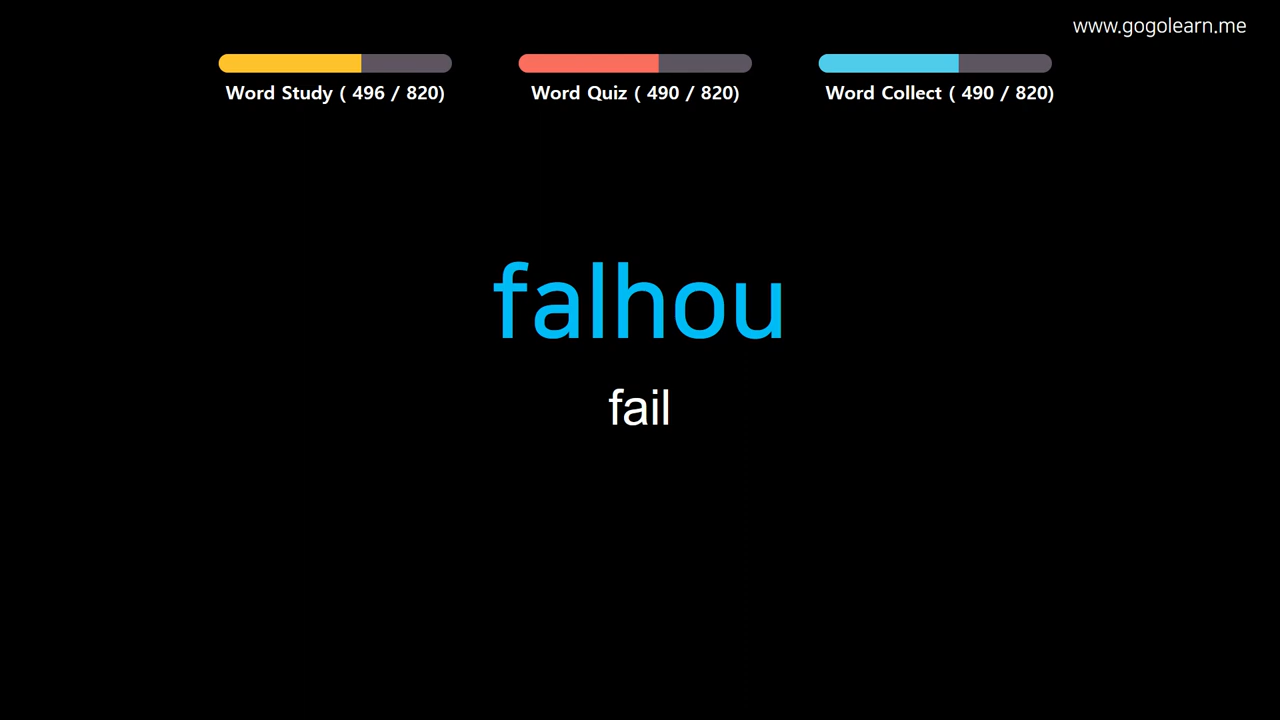 www.gogolearn.me
Word Study ( 496 / 820)
Word Quiz ( 490 / 820)
Word Collect ( 490 / 820)
falhou
fail